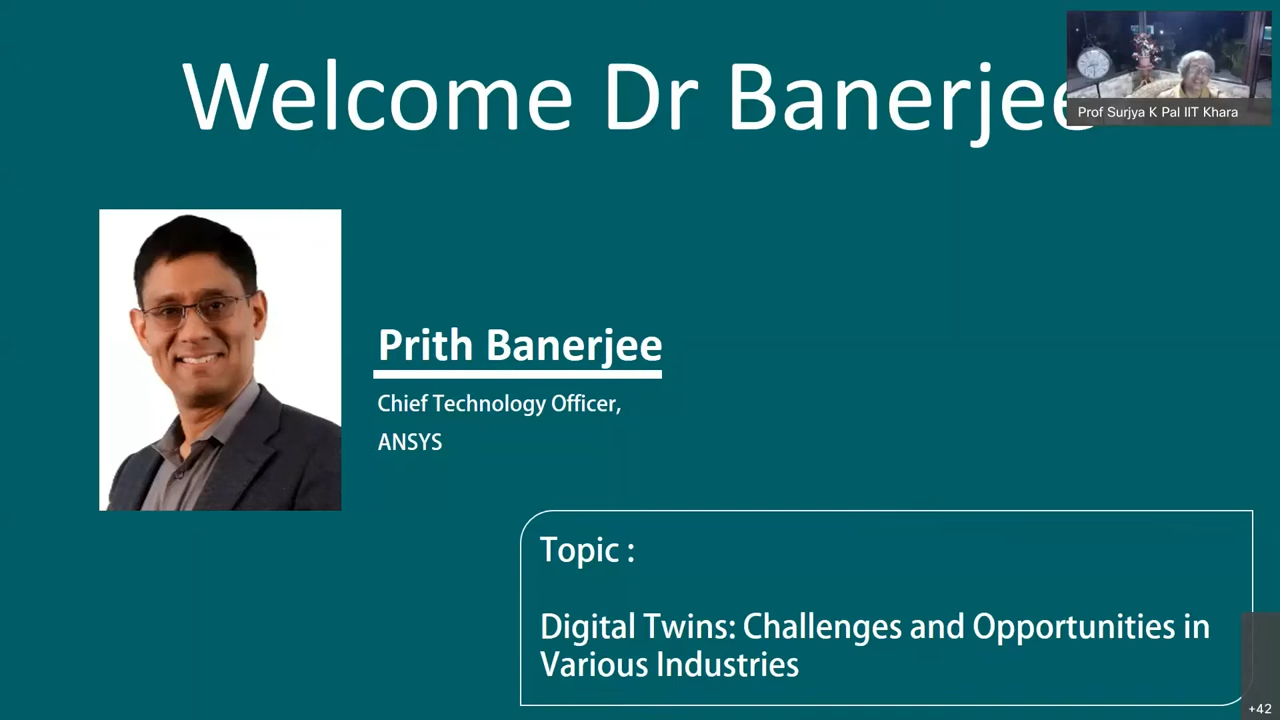 Welcome Dr Banerjee
Prof Surjya K Pal IIT Khara
Prith Banerjee
Chief Technology Officer,
ANSYS
Topic :
Digital Twins: Challenges and Opportunities in
Various Industries
+42